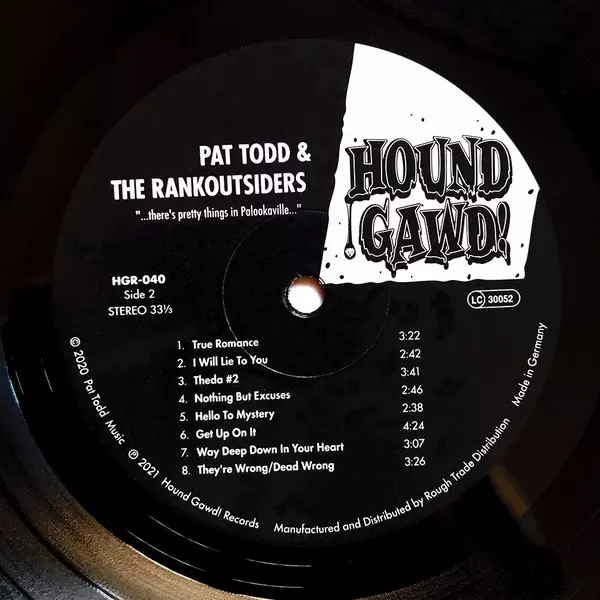 PAT TODD &
THE RANKOUTSIDERS
"...there's pretty things in Palookaville..."
HOUND
GAWD!
HGR-040
Side 2
STEREO 33⅓
LC 30052
1. True Romance 3:22
2. I Will Lie To You 2:42
3. Theda #2 3:41
4. Nothing But Excuses 2:46
5. Hello To Mystery 2:38
6. Get Up On It 4:24
7. Way Deep Down In Your Heart 3:07
8. They're Wrong/Dead Wrong 3:26
© 2020 Pat Todd Music ℗ 2021 Hound Gawd! Records Manufactured and Distributed by Rough Trade Distribution Made in Germany